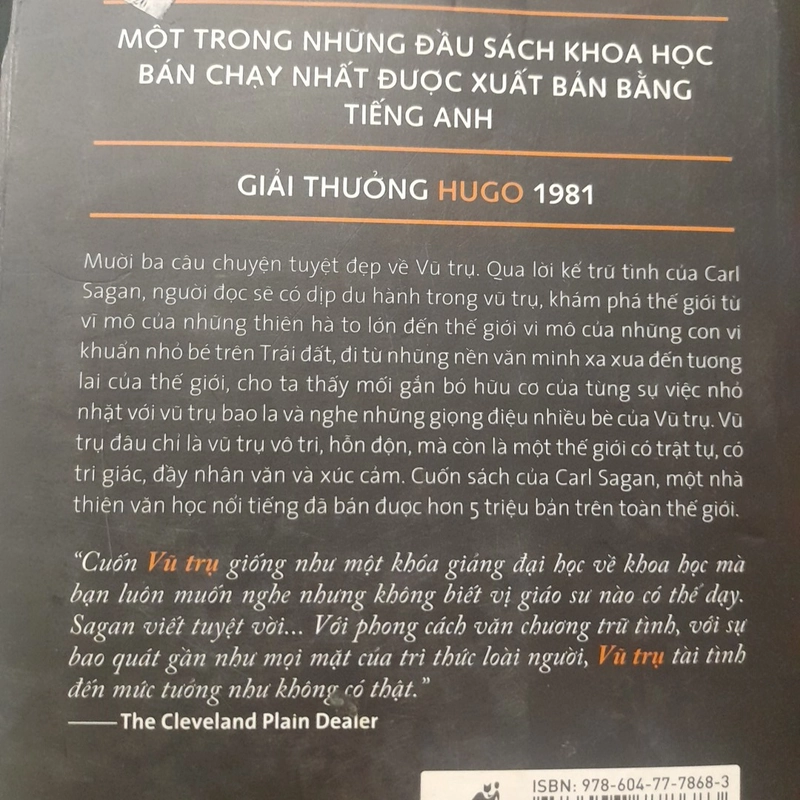 MỘT TRONG NHỮNG ĐẦU SÁCH KHOA HỌC
BÁN CHẠY NHẤT ĐƯỢC XUẤT BẢN BẰNG
TIẾNG ANH
GIẢI THƯỞNG HUGO 1981
Mười ba câu chuyện tuyệt đẹp về Vũ trụ. Qua lời kể trữ tình của Carl
Sagan, người đọc sẽ có dịp du hành trong vũ trụ, khám phá thế giới từ
vĩ mô của những thiên hà to lớn đến thế giới vi mô của những con vi
khuẩn nhỏ bé trên Trái đất, đi từ những nền văn minh xa xưa đến tương
lai của thế giới, cho ta thấy mối gắn bó hữu cơ của từng sự việc nhỏ
nhặt với vũ trụ bao la và nghe những giọng điệu nhiều bè của Vũ trụ. Vũ
trụ đâu chỉ là vũ trụ vô tri, hỗn độn, mà còn là một thế giới có trật tự, có
tri giác, đầy nhân văn và xúc cảm. Cuốn sách của Carl Sagan, một nhà
thiên văn học nổi tiếng đã bán được hơn 5 triệu bản trên toàn thế giới.
“Cuốn Vũ trụ giống như một khóa giảng đại học về khoa học mà
bạn luôn muốn nghe nhưng không biết vị giáo sư nào có thể dạy.
Sagan viết tuyệt vời... Với phong cách văn chương trữ tình, với sự
bao quát gần như mọi mặt của tri thức loài người, Vũ trụ tài tình
đến mức tưởng như không có thật.”
—— The Cleveland Plain Dealer
ISBN: 978-604-77-7868-3